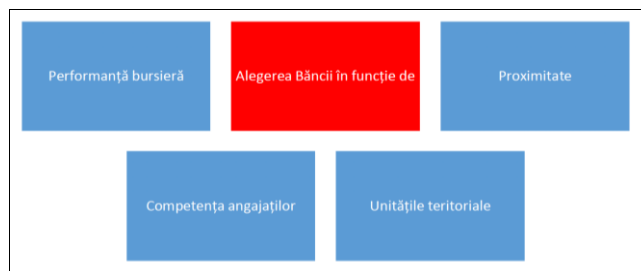 Performanță bursieră
Alegerea Băncii în funcție de
Proximitate
Competența angajaților
Unitățile teritoriale